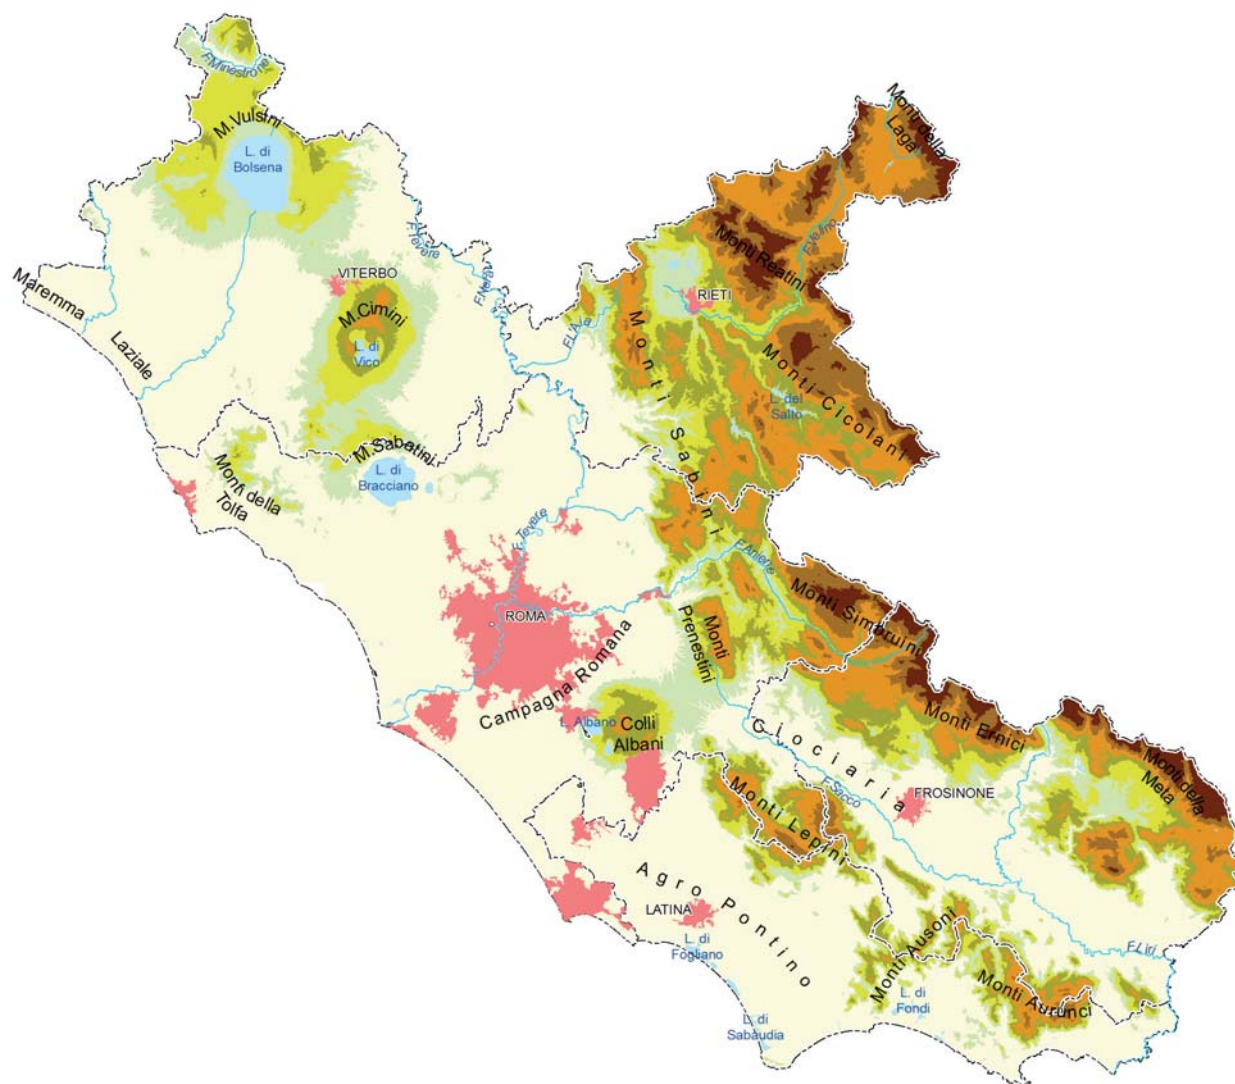 F.Minestrone
M.Vulsini
L. di
Bolsena
Monti della
Laga
F.Velino
Monti Reatini
F.Tevere
F.Nera
VITERBO
M.Cimini
L. di
Vico
Maremma
Laziale
RIETI
Monti Sabini
Monti Cicolani
L. del
Salto
M.Sabatini
L. di
Bracciano
Monti della
Tolfa
F.Tevere
F.Aniene
ROMA
Monti Simbruini
Monti
Prenestini
Campagna Romana
L. Albano
Colli
Albani
Ciociaria
Monti Ernici
F.Sacco
FROSINONE
Monti della
Meta
Monti Lepini
Agro Pontino
LATINA
L. di
Fogliano
Monti Ausoni
F.Liri
L. di
Fondi
Monti Aurunci
L. di
Sabaudia